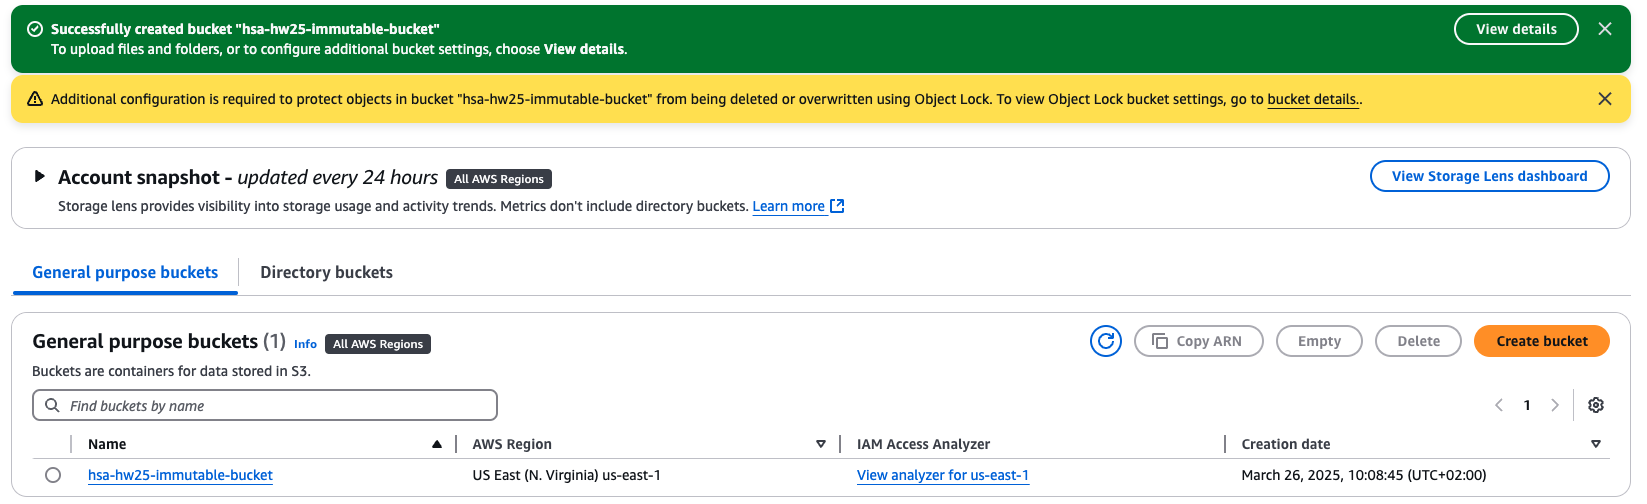 Successfully created bucket "hsa-hw25-immutable-bucket"
To upload files and folders, or to configure additional bucket settings, choose View details.
View details
Additional configuration is required to protect objects in bucket "hsa-hw25-immutable-bucket" from being deleted or overwritten using Object Lock. To view Object Lock bucket settings, go to bucket details..
Account snapshot - updated every 24 hours All AWS Regions
View Storage Lens dashboard
Storage lens provides visibility into storage usage and activity trends. Metrics don't include directory buckets. Learn more
General purpose buckets Directory buckets
General purpose buckets (1) Info All AWS Regions
Copy ARN Empty Delete Create bucket
Buckets are containers for data stored in S3.
Find buckets by name
1
Name AWS Region IAM Access Analyzer Creation date
hsa-hw25-immutable-bucket US East (N. Virginia) us-east-1 View analyzer for us-east-1 March 26, 2025, 10:08:45 (UTC+02:00)